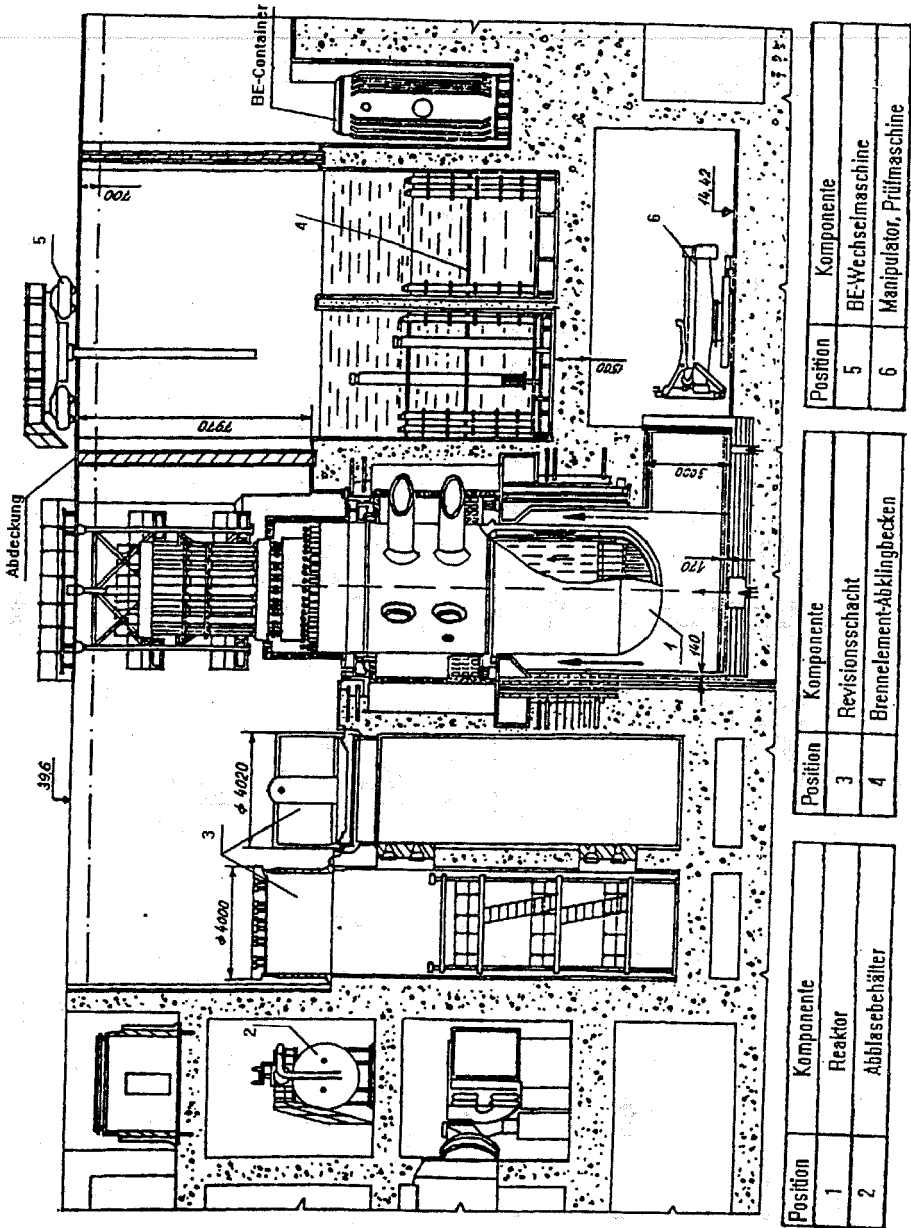 Abdeckung
BE-Container
39,6
5
700
7970
4
3
ϕ 4020
ϕ 4000
2
1500
14,42
6
3000
170
1
140
Position Komponente
1 Reaktor
2 Abblasebehälter
Position Komponente
3 Revisionsschacht
4 Brennelement-Abklingbecken
Position Komponente
5 BE-Wechselmaschine
6 Manipulator, Prüfmaschine